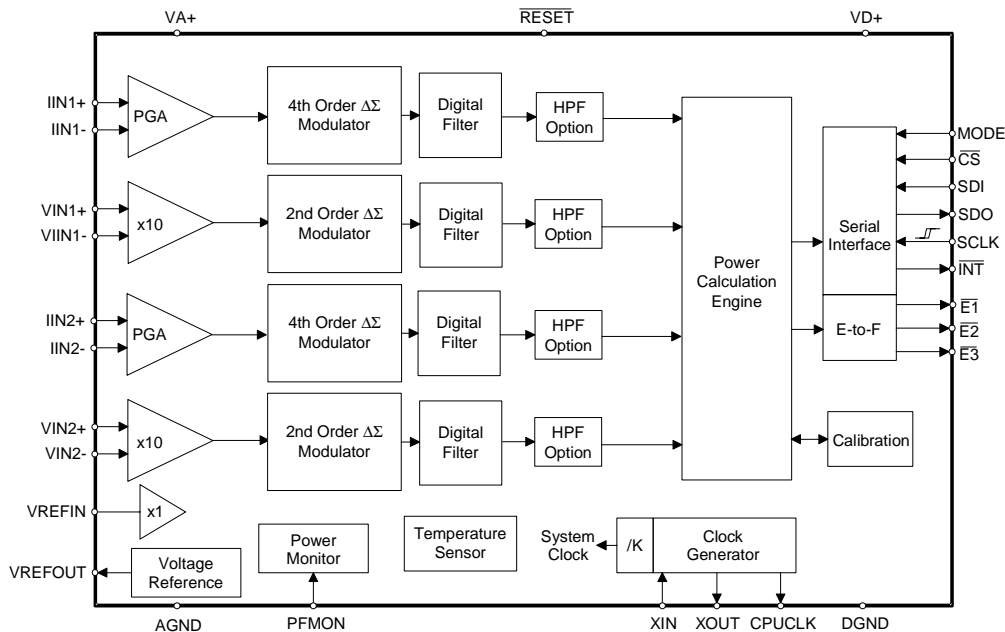 VA+
RESET
VD+
IIN1+
IIN1-
PGA
4th Order ΔΣ
Modulator
Digital
Filter
HPF
Option
VIN1+
VIIN1-
x10
2nd Order ΔΣ
Modulator
Digital
Filter
HPF
Option
IIN2+
IIN2-
PGA
4th Order ΔΣ
Modulator
Digital
Filter
HPF
Option
VIN2+
VIN2-
x10
2nd Order ΔΣ
Modulator
Digital
Filter
HPF
Option
Power
Calculation
Engine
Serial
Interface
E-to-F
Calibration
MODE
CS
SDI
SDO
SCLK
INT
E1
E2
E3
VREFIN
x1
VREFOUT
Voltage
Reference
Power
Monitor
Temperature
Sensor
System
Clock
/K
Clock
Generator
AGND
PFMON
XIN
XOUT
CPUCLK
DGND